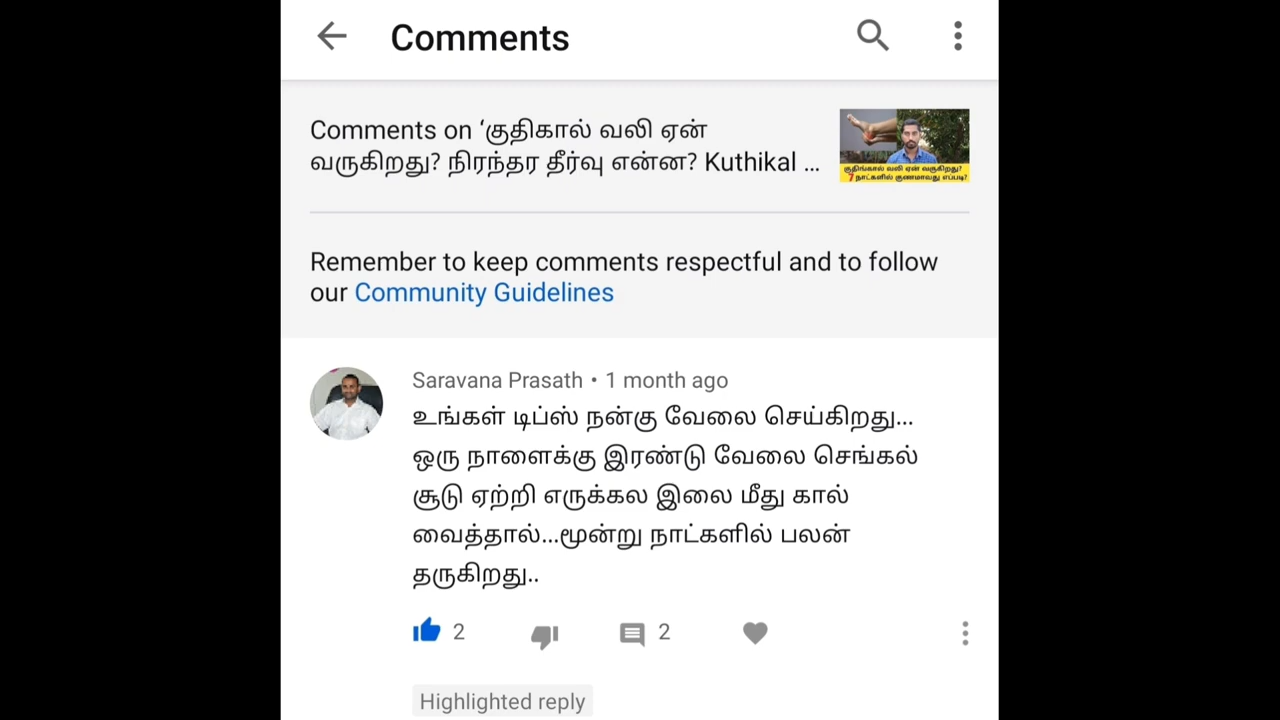 Comments
Comments on ‘குதிகால் வலி ஏன்
வருகிறது? நிரந்தர தீர்வு என்ன? Kuthikal ...
குதிங்கால் வலி ஏன் வருகிறது?
7 நாட்களில் குணமாவது எப்படி?
Remember to keep comments respectful and to follow
our Community Guidelines
Saravana Prasath • 1 month ago
உங்கள் டிப்ஸ் நன்கு வேலை செய்கிறது...
ஒரு நாளைக்கு இரண்டு வேலை செங்கல்
சூடு ஏற்றி எருக்கல இலை மீது கால்
வைத்தால்...மூன்று நாட்களில் பலன்
தருகிறது..
2 2
Highlighted reply